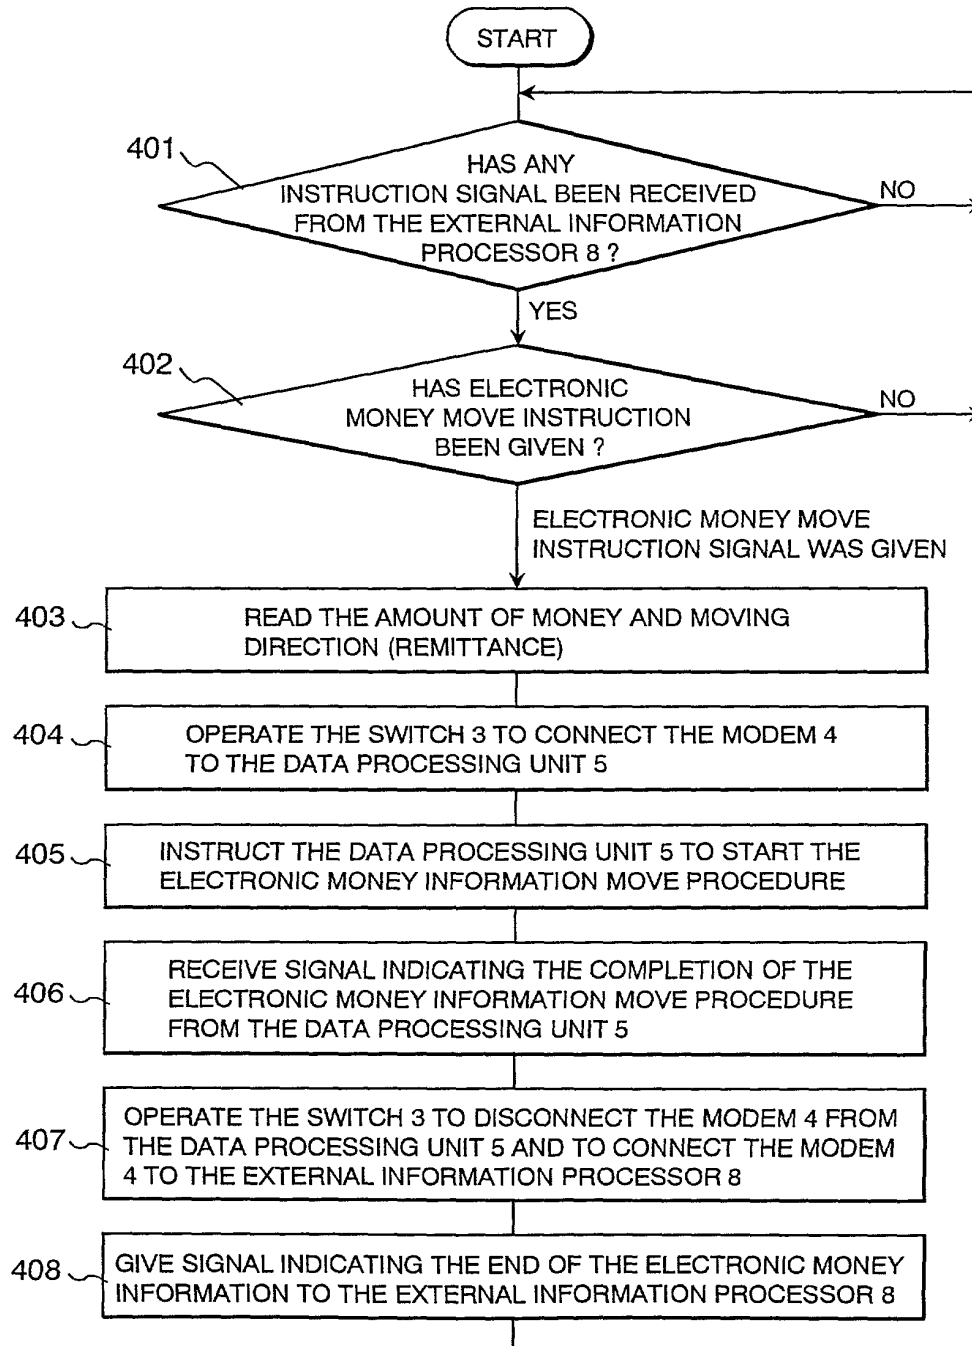 START
401
HAS ANY
INSTRUCTION SIGNAL BEEN RECEIVED
FROM THE EXTERNAL INFORMATION
PROCESSOR 8 ?
NO
YES
402
HAS ELECTRONIC
MONEY MOVE INSTRUCTION
BEEN GIVEN ?
NO
ELECTRONIC MONEY MOVE
INSTRUCTION SIGNAL WAS GIVEN
403
READ THE AMOUNT OF MONEY AND MOVING
DIRECTION (REMITTANCE)
404
OPERATE THE SWITCH 3 TO CONNECT THE MODEM 4
TO THE DATA PROCESSING UNIT 5
405
INSTRUCT THE DATA PROCESSING UNIT 5 TO START THE
ELECTRONIC MONEY INFORMATION MOVE PROCEDURE
406
RECEIVE SIGNAL INDICATING THE COMPLETION OF THE
ELECTRONIC MONEY INFORMATION MOVE PROCEDURE
FROM THE DATA PROCESSING UNIT 5
407
OPERATE THE SWITCH 3 TO DISCONNECT THE MODEM 4 FROM
THE DATA PROCESSING UNIT 5 AND TO CONNECT THE MODEM
4 TO THE EXTERNAL INFORMATION PROCESSOR 8
408
GIVE SIGNAL INDICATING THE END OF THE ELECTRONIC MONEY
INFORMATION TO THE EXTERNAL INFORMATION PROCESSOR 8